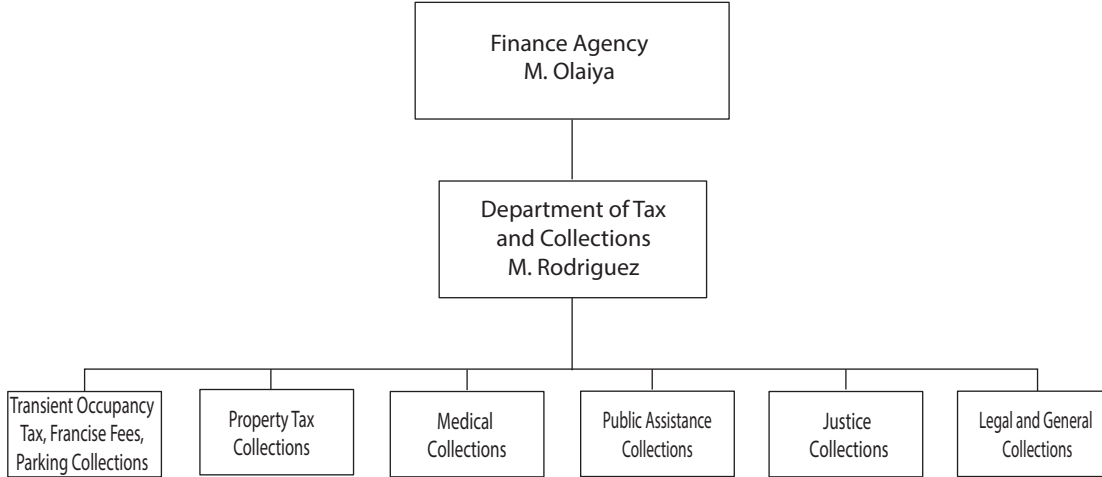 Finance Agency
M. Olaiya
Department of Tax
and Collections
M. Rodriguez
Transient Occupancy
Tax, Francise Fees,
Parking Collections
Property Tax
Collections
Medical
Collections
Public Assistance
Collections
Justice
Collections
Legal and General
Collections